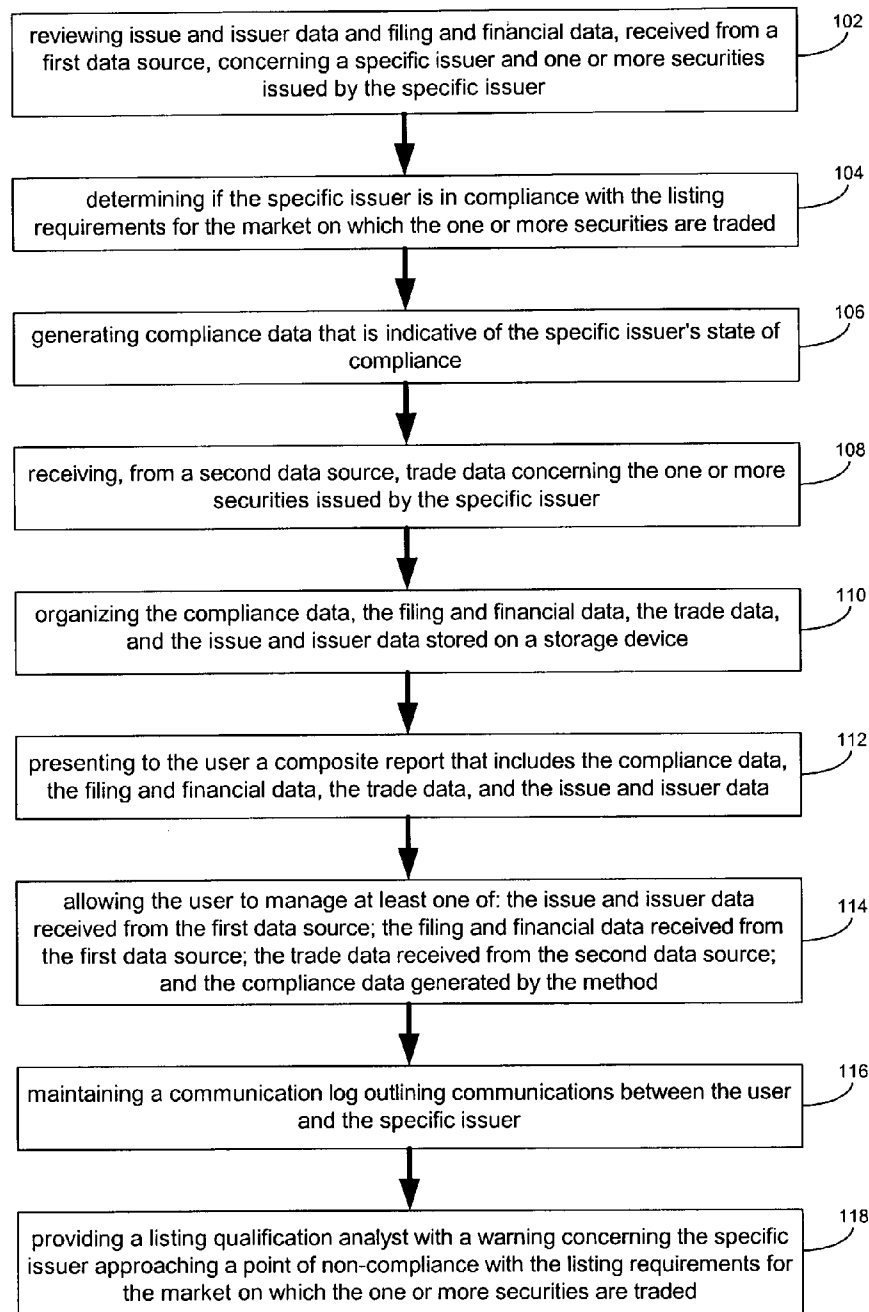 reviewing issue and issuer data and filing and financial data, received from a
first data source, concerning a specific issuer and one or more securities
issued by the specific issuer
102
determining if the specific issuer is in compliance with the listing
requirements for the market on which the one or more securities are traded
104
generating compliance data that is indicative of the specific issuer's state of
compliance
106
receiving, from a second data source, trade data concerning the one or more
securities issued by the specific issuer
108
organizing the compliance data, the filing and financial data, the trade data,
and the issue and issuer data stored on a storage device
110
presenting to the user a composite report that includes the compliance data,
the filing and financial data, the trade data, and the issue and issuer data
112
allowing the user to manage at least one of: the issue and issuer data
received from the first data source; the filing and financial data received from
the first data source; the trade data received from the second data source;
and the compliance data generated by the method
114
maintaining a communication log outlining communications between the user
and the specific issuer
116
providing a listing qualification analyst with a warning concerning the specific
issuer approaching a point of non-compliance with the listing requirements for
the market on which the one or more securities are traded
118